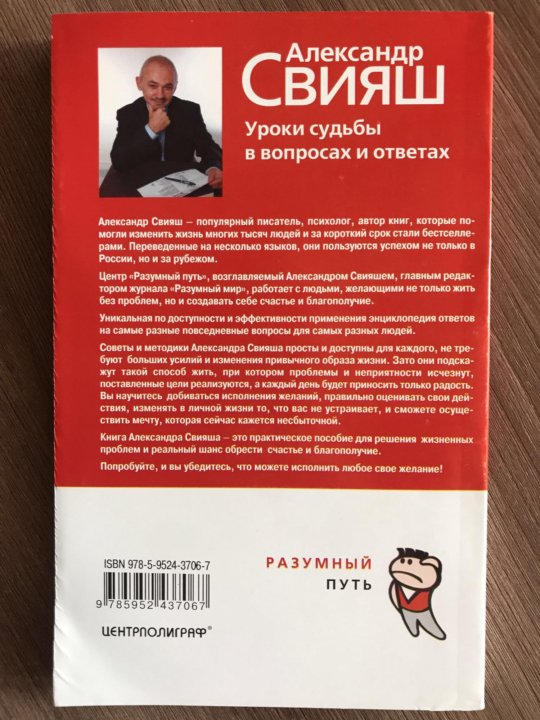 Александр
СВИЯШ
Уроки судьбы
в вопросах и ответах
Александр Свияш – популярный писатель, психолог, автор книг, которые по-
могли изменить жизнь многих тысяч людей и за короткий срок стали бестселле-
рами. Переведенные на несколько языков, они пользуются успехом не только в
России, но и за рубежом.
Центр «Разумный путь», возглавляемый Александром Свияшем, главным редак-
тором журнала «Разумный мир», работает с людьми, желающими не только жить
без проблем, но и создавать себе счастье и благополучие.
Уникальная по доступности и эффективности применения энциклопедия ответов
на самые разные повседневные вопросы для самых разных людей.
Советы и методики Александра Свияша просты и доступны для каждого, не тре-
буют больших усилий и изменения привычного образа жизни. Зато они подска-
жут такой способ жить, при котором проблемы и неприятности исчезнут,
поставленные цели реализуются, а каждый день будет приносить только радость.
Вы научитесь добиваться исполнения желаний, правильно оценивать свои дей-
ствия, изменять в личной жизни то, что вас не устраивает, и сможете осуще-
ствить мечту, которая сейчас кажется несбыточной.
Книга Александра Свияша – это практическое пособие для решения жизненных
проблем и реальный шанс обрести счастье и благополучие.
Попробуйте, и вы убедитесь, что можете исполнить любое свое желание!
ISBN 978-5-9524-3706-7
9 785952 437067
ЦЕНТРПОЛИГРАФ®
РАЗУМНЫЙ
ПУТЬ